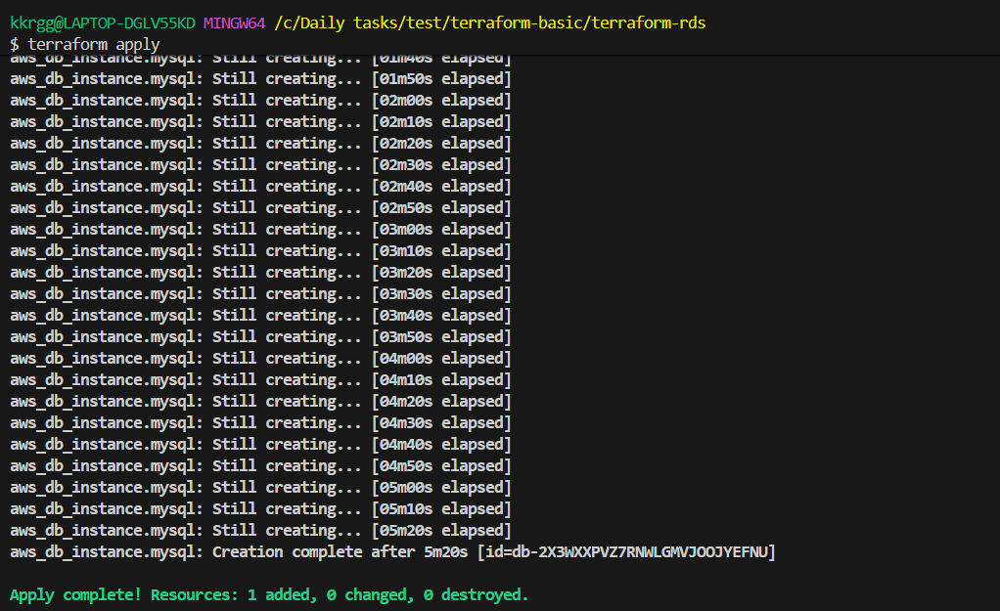 kkrgg@LAPTOP-DGLV55KD MINGW64 /c/Daily tasks/test/terraform-basic/terraform-rds
$ terraform apply
aws_db_instance.mysql: Still creating... [01m40s elapsed]
aws_db_instance.mysql: Still creating... [01m50s elapsed]
aws_db_instance.mysql: Still creating... [02m00s elapsed]
aws_db_instance.mysql: Still creating... [02m10s elapsed]
aws_db_instance.mysql: Still creating... [02m20s elapsed]
aws_db_instance.mysql: Still creating... [02m30s elapsed]
aws_db_instance.mysql: Still creating... [02m40s elapsed]
aws_db_instance.mysql: Still creating... [02m50s elapsed]
aws_db_instance.mysql: Still creating... [03m00s elapsed]
aws_db_instance.mysql: Still creating... [03m10s elapsed]
aws_db_instance.mysql: Still creating... [03m20s elapsed]
aws_db_instance.mysql: Still creating... [03m30s elapsed]
aws_db_instance.mysql: Still creating... [03m40s elapsed]
aws_db_instance.mysql: Still creating... [03m50s elapsed]
aws_db_instance.mysql: Still creating... [04m00s elapsed]
aws_db_instance.mysql: Still creating... [04m10s elapsed]
aws_db_instance.mysql: Still creating... [04m20s elapsed]
aws_db_instance.mysql: Still creating... [04m30s elapsed]
aws_db_instance.mysql: Still creating... [04m40s elapsed]
aws_db_instance.mysql: Still creating... [04m50s elapsed]
aws_db_instance.mysql: Still creating... [05m00s elapsed]
aws_db_instance.mysql: Still creating... [05m10s elapsed]
aws_db_instance.mysql: Still creating... [05m20s elapsed]
aws_db_instance.mysql: Creation complete after 5m20s [id=db-2X3WXXPVZ7RNWLGMVJOOJYEFNU]
Apply complete! Resources: 1 added, 0 changed, 0 destroyed.